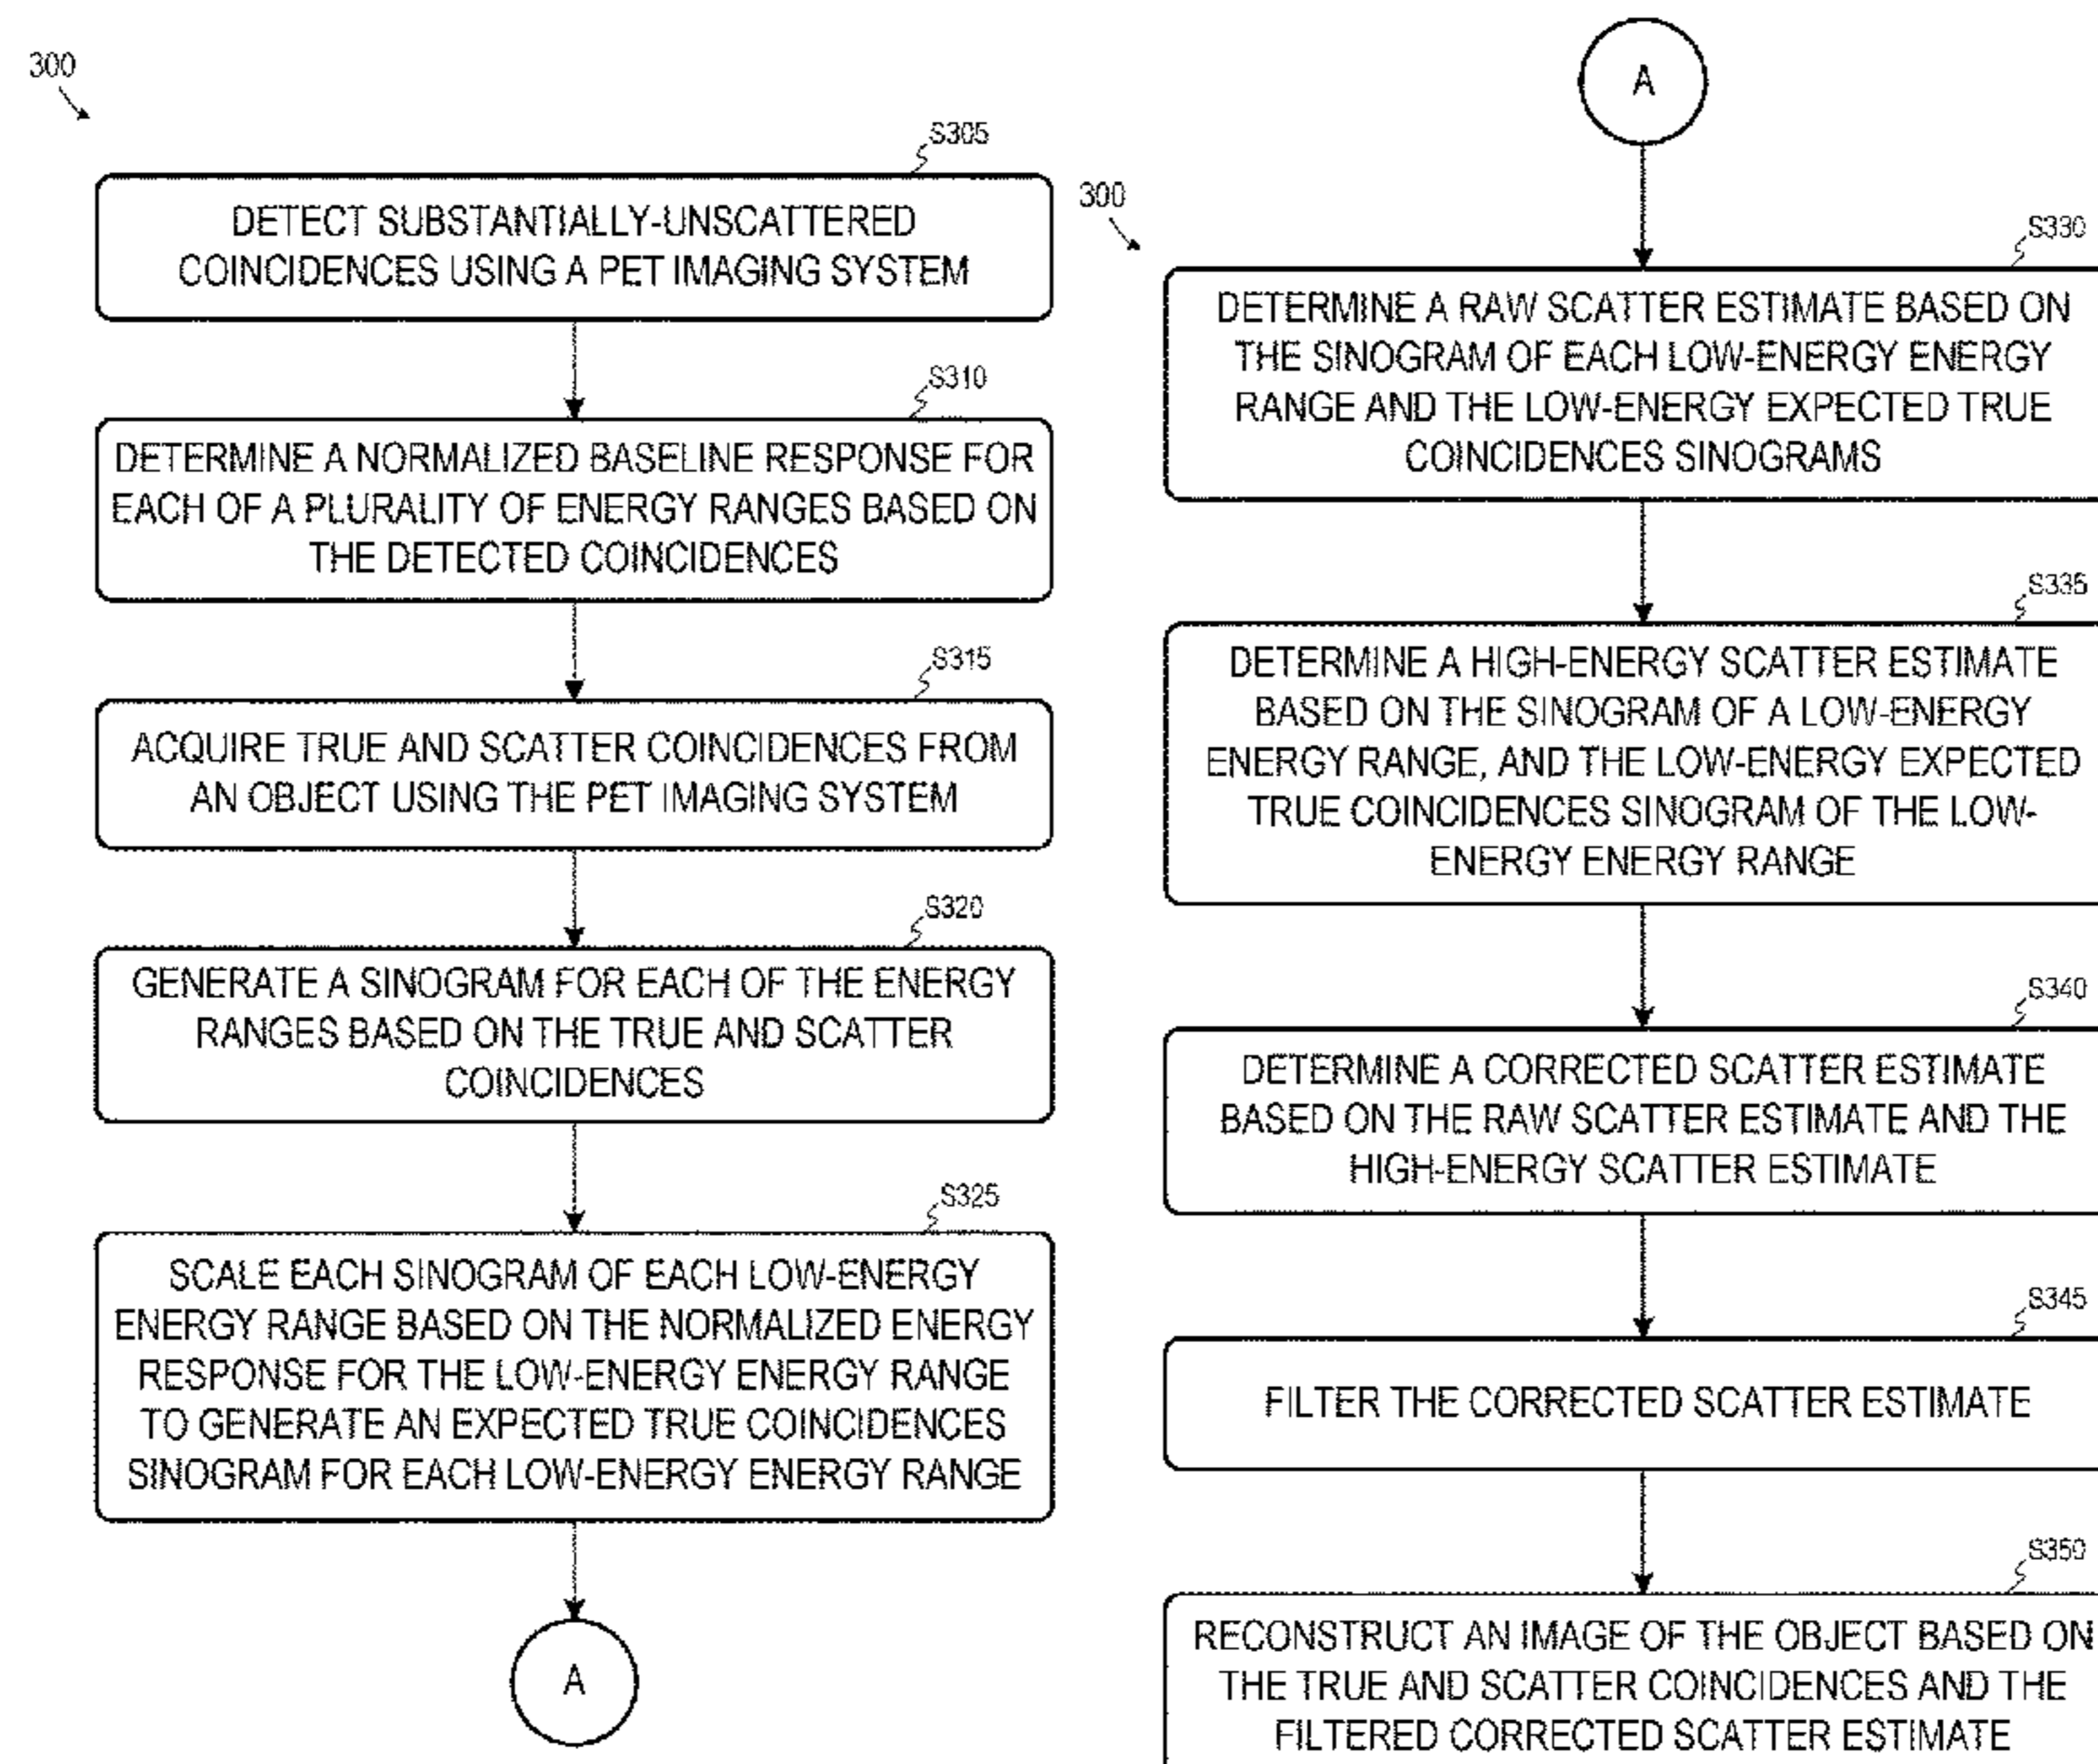 300
S305
DETECT SUBSTANTIALLY-UNSCATTERED
COINCIDENCES USING A PET IMAGING SYSTEM
S310
DETERMINE A NORMALIZED BASELINE RESPONSE FOR
EACH OF A PLURALITY OF ENERGY RANGES BASED ON
THE DETECTED COINCIDENCES
S315
ACQUIRE TRUE AND SCATTER COINCIDENCES FROM
AN OBJECT USING THE PET IMAGING SYSTEM
S320
GENERATE A SINOGRAM FOR EACH OF THE ENERGY
RANGES BASED ON THE TRUE AND SCATTER
COINCIDENCES
S325
SCALE EACH SINOGRAM OF EACH LOW-ENERGY
ENERGY RANGE BASED ON THE NORMALIZED ENERGY
RESPONSE FOR THE LOW-ENERGY ENERGY RANGE
TO GENERATE AN EXPECTED TRUE COINCIDENCES
SINOGRAM FOR EACH LOW-ENERGY ENERGY RANGE
A
A
300
S330
DETERMINE A RAW SCATTER ESTIMATE BASED ON
THE SINOGRAM OF EACH LOW-ENERGY ENERGY
RANGE AND THE LOW-ENERGY EXPECTED TRUE
COINCIDENCES SINOGRAMS
S335
DETERMINE A HIGH-ENERGY SCATTER ESTIMATE
BASED ON THE SINOGRAM OF A LOW-ENERGY
ENERGY RANGE, AND THE LOW-ENERGY EXPECTED
TRUE COINCIDENCES SINOGRAM OF THE LOW-
ENERGY ENERGY RANGE
S340
DETERMINE A CORRECTED SCATTER ESTIMATE
BASED ON THE RAW SCATTER ESTIMATE AND THE
HIGH-ENERGY SCATTER ESTIMATE
S345
FILTER THE CORRECTED SCATTER ESTIMATE
S350
RECONSTRUCT AN IMAGE OF THE OBJECT BASED ON
THE TRUE AND SCATTER COINCIDENCES AND THE
FILTERED CORRECTED SCATTER ESTIMATE